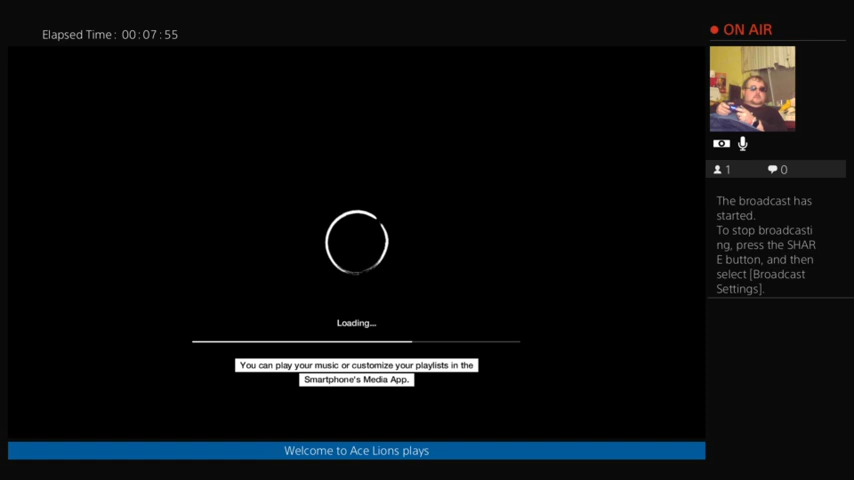 Elapsed Time: 00:07:55
ON AIR
1
0
The broadcast has
started.
To stop broadcasti
ng, press the SHAR
E button, and then
select [Broadcast
Settings].
Loading...
You can play your music or customize your playlists in the
Smartphone's Media App.
Welcome to Ace Lions plays